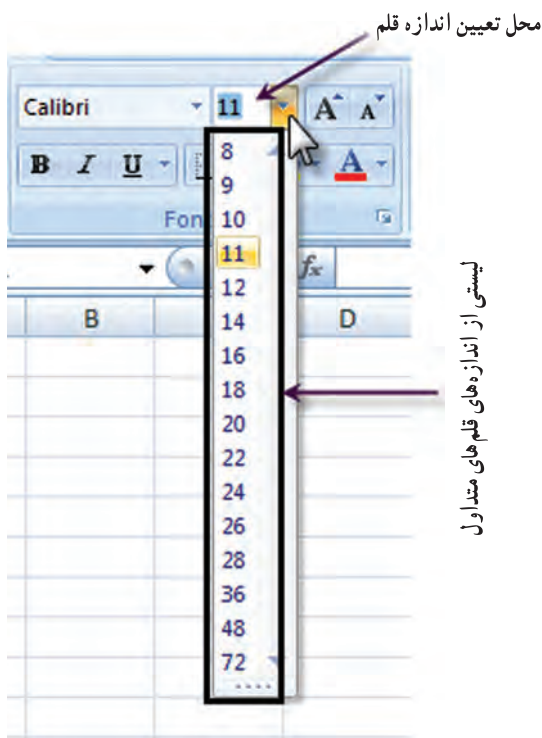 محل تعیین اندازه قلم
Calibri 11 A A
B I U A
8
9
Fon
10
11
fx
12
B D
14
16
18
20
22
24
26
28
36
48
72
لیستی از اندازه‌های قلم‌های متداول